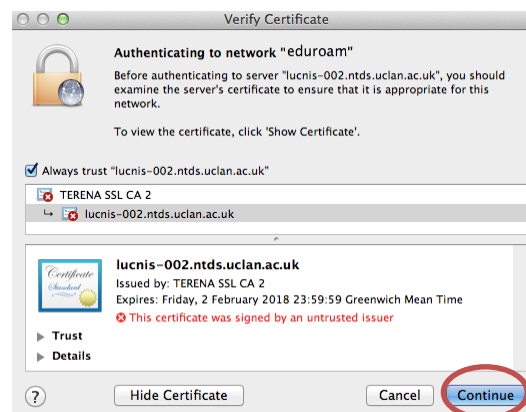 Verify Certificate
Authenticating to network "eduroam"
Before authenticating to server "lucnis-002.ntds.uclan.ac.uk", you should
examine the server's certificate to ensure that it is appropriate for this
network.
To view the certificate, click 'Show Certificate'.
Always trust "lucnis-002.ntds.uclan.ac.uk"
TERENA SSL CA 2
lucnis-002.ntds.uclan.ac.uk
Certificate
Standard
lucnis-002.ntds.uclan.ac.uk
Issued by: TERENA SSL CA 2
Expires: Friday, 2 February 2018 23:59:59 Greenwich Mean Time
This certificate was signed by an untrusted issuer
Trust
Details
?
Hide Certificate
Cancel
Continue